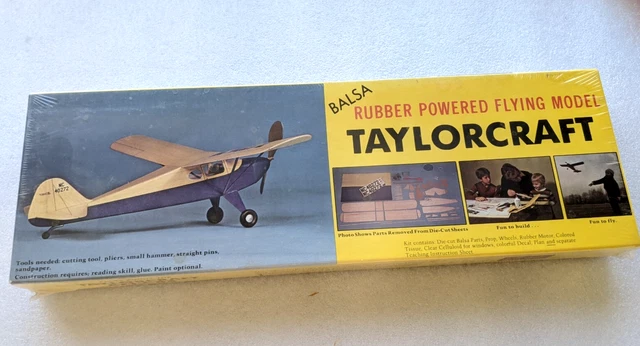 BALSA
RUBBER POWERED FLYING MODEL
TAYLORCRAFT
NC
40272
Photo Shows Parts Removed From Die-Cut Sheets
Fun to build . . .
Fun to fly.
Kit contains: Die cut Balsa Parts, Prop, Wheels, Rubber Motor, Colored
Tissue, Clear Celluloid for windows, colorful Decal, Plan and separate
Teaching Instruction Sheet.
Tools needed: cutting tool, pliers, small hammer, straight pins,
sandpaper.
Construction requires: reading skill, glue. Paint optional.